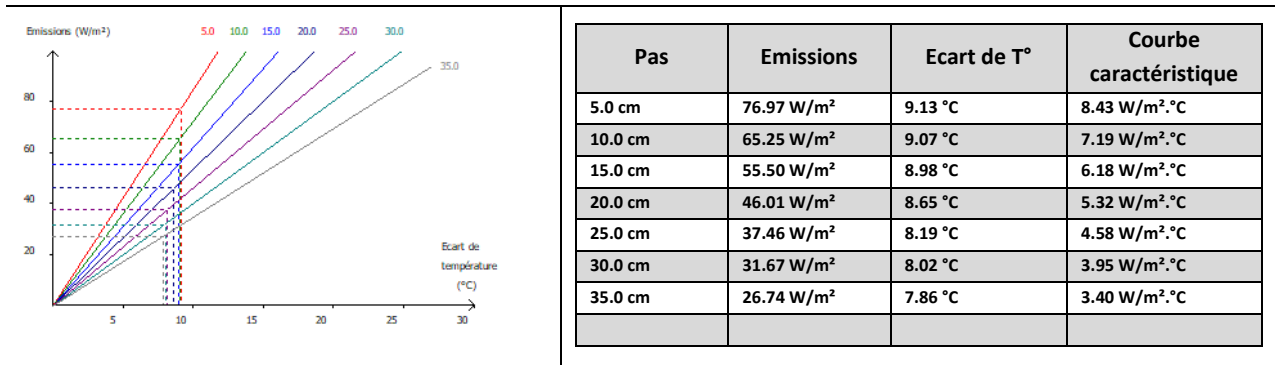 Emissions (W/m²) 5.0 10.0 15.0 20.0 25.0 30.0
35.0
80
60
40
20
Ecart de
température
(°C)
5 10 15 20 25 30
Pas Emissions Ecart de T° Courbe
caractéristique
5.0 cm 76.97 W/m² 9.13 °C 8.43 W/m².°C
10.0 cm 65.25 W/m² 9.07 °C 7.19 W/m².°C
15.0 cm 55.50 W/m² 8.98 °C 6.18 W/m².°C
20.0 cm 46.01 W/m² 8.65 °C 5.32 W/m².°C
25.0 cm 37.46 W/m² 8.19 °C 4.58 W/m².°C
30.0 cm 31.67 W/m² 8.02 °C 3.95 W/m².°C
35.0 cm 26.74 W/m² 7.86 °C 3.40 W/m².°C